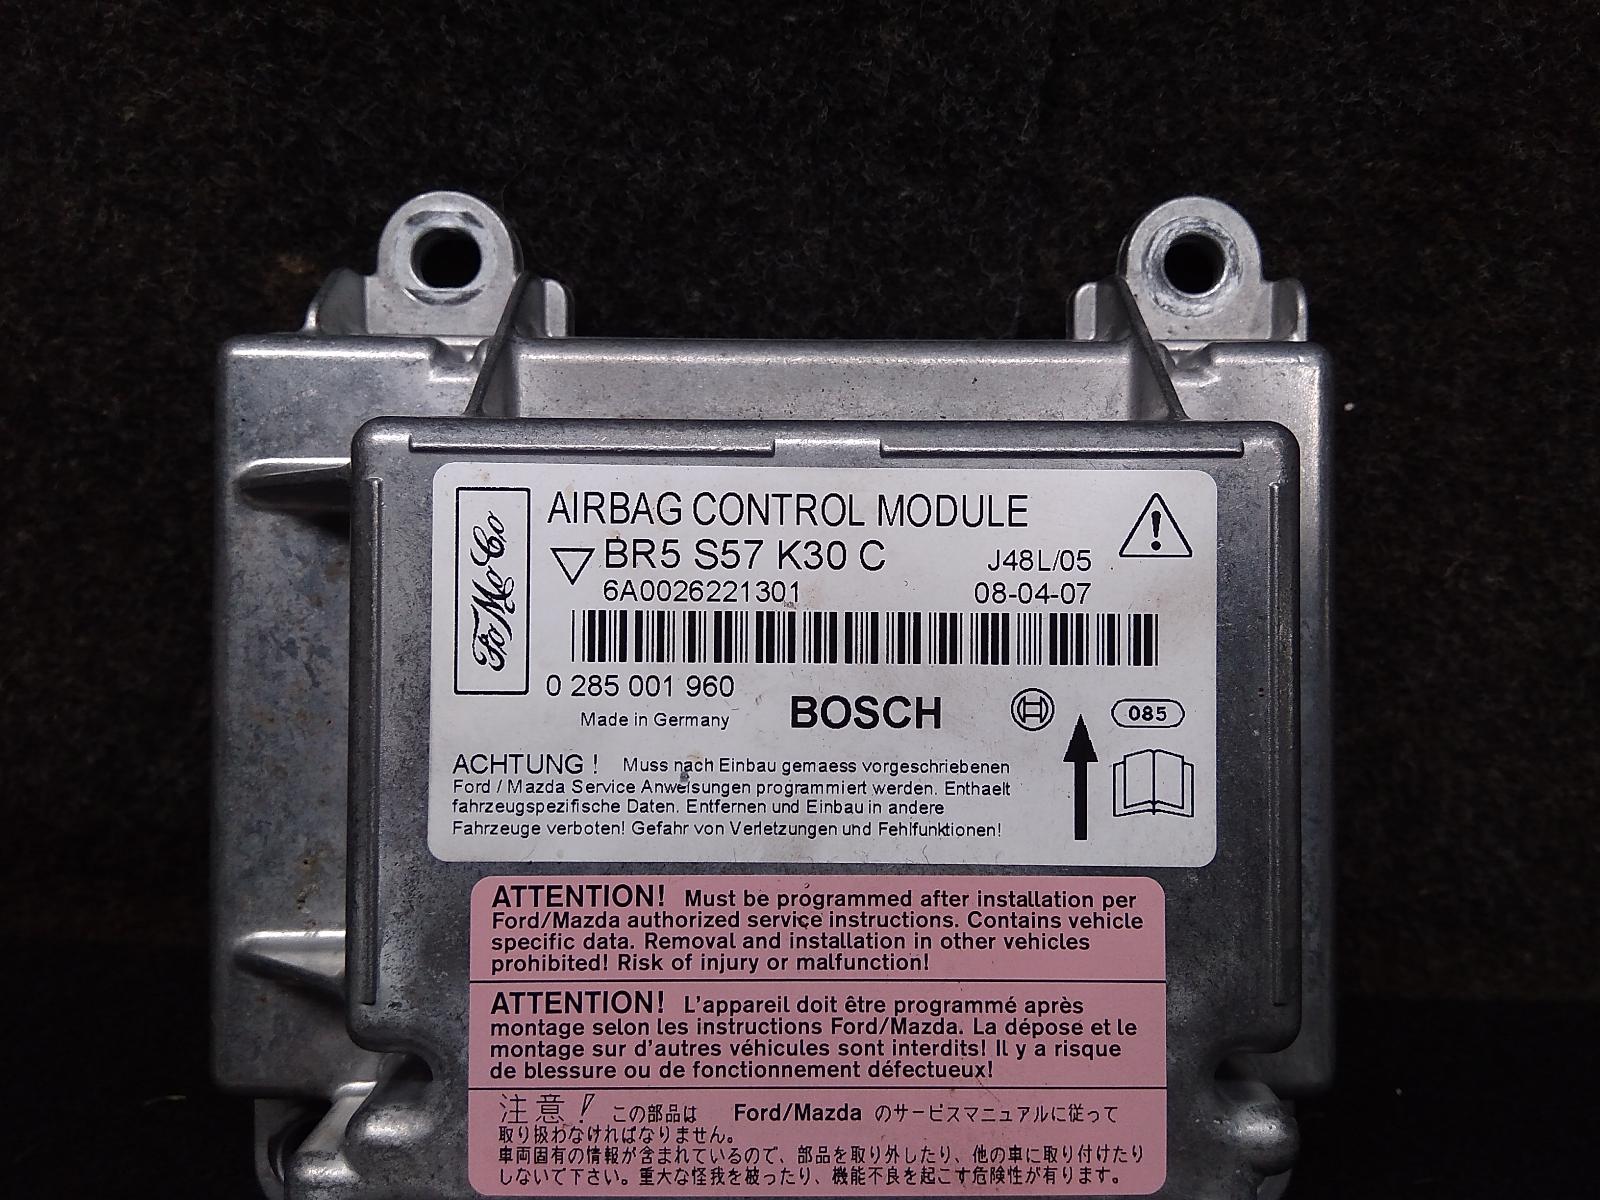 FoMoCo
AIRBAG CONTROL MODULE
BR5 S57 K30 C
J48L/05
6A0026221301
08-04-07
0 285 001 960
Made in Germany
BOSCH
085
ACHTUNG ! Muss nach Einbau gemaess vorgeschriebenen
Ford / Mazda Service Anweisungen programmiert werden. Enthaelt
fahrzeugspezifische Daten. Entfernen und Einbau in andere
Fahrzeuge verboten! Gefahr von Verletzungen und Fehlfunktionen!
ATTENTION! Must be programmed after installation per
Ford/Mazda authorized service instructions. Contains vehicle
specific data. Removal and installation in other vehicles
prohibited! Risk of injury or malfunction!
ATTENTION! L'appareil doit être programmé après
montage selon les instructions Ford/Mazda. La dépose et le
montage sur d'autres véhicules sont interdits! Il y a risque
de blessure ou de fonctionnement défectueux!
注意! この部品は Ford/Mazda のサービスマニュアルに従って
取り扱わなければなりません。
車両固有の情報が含まれているので、部品を取り外したり、他の車に取り付けたり
しないで下さい。重大な怪我を被ったり、機能不良を起こす危険性が有ります。